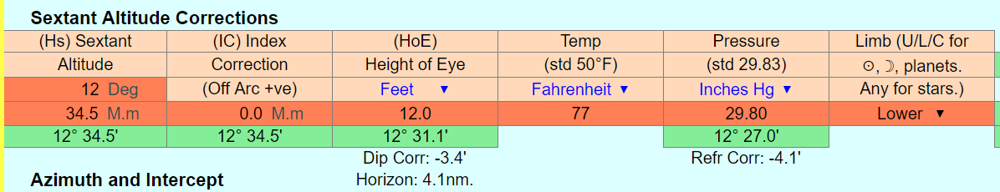 Sextant Altitude Corrections
(Hs) Sextant (IC) Index (HoE) Temp Pressure Limb (U/L/C for
Altitude Correction Height of Eye (std 50°F) (std 29.83) ☉,☽, planets.
12 Deg (Off Arc +ve) Feet ▼ Fahrenheit ▼ Inches Hg ▼ Any for stars.)
34.5 M.m 0.0 M.m 12.0 77 29.80 Lower ▼
12° 34.5' 12° 34.5' 12° 31.1' 12° 27.0'
Dip Corr: -3.4' Refr Corr: -4.1'
Azimuth and Intercept Horizon: 4.1nm.